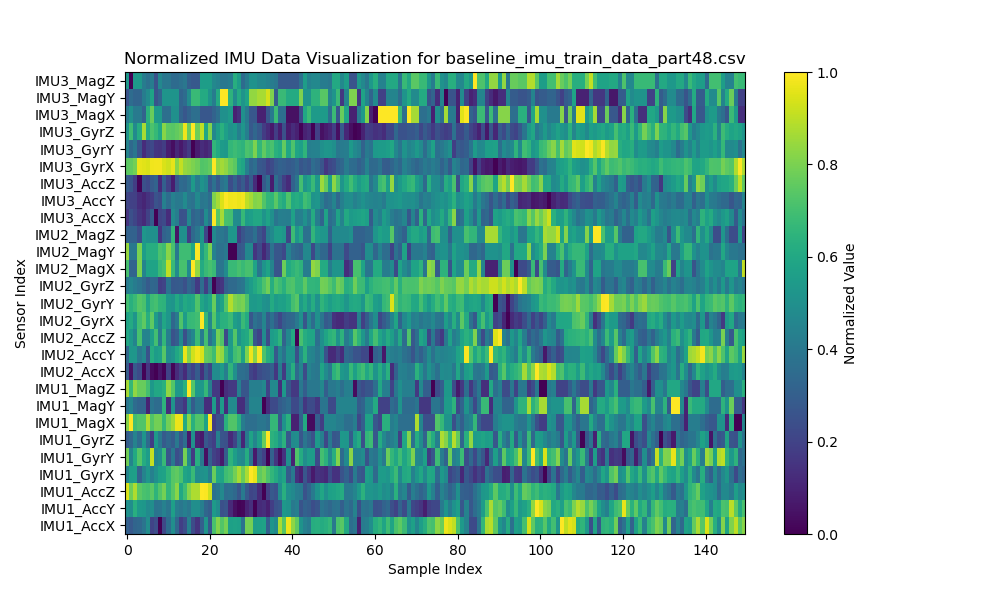 Normalized IMU Data Visualization for baseline_imu_train_data_part48.csv
Sensor Index
IMU3_MagZ
IMU3_MagY
IMU3_MagX
IMU3_GyrZ
IMU3_GyrY
IMU3_GyrX
IMU3_AccZ
IMU3_AccY
IMU3_AccX
IMU2_MagZ
IMU2_MagY
IMU2_MagX
IMU2_GyrZ
IMU2_GyrY
IMU2_GyrX
IMU2_AccZ
IMU2_AccY
IMU2_AccX
IMU1_MagZ
IMU1_MagY
IMU1_MagX
IMU1_GyrZ
IMU1_GyrY
IMU1_GyrX
IMU1_AccZ
IMU1_AccY
IMU1_AccX
0 20 40 60 80 100 120 140
Sample Index
1.0
0.8
0.6
0.4
0.2
0.0
Normalized Value